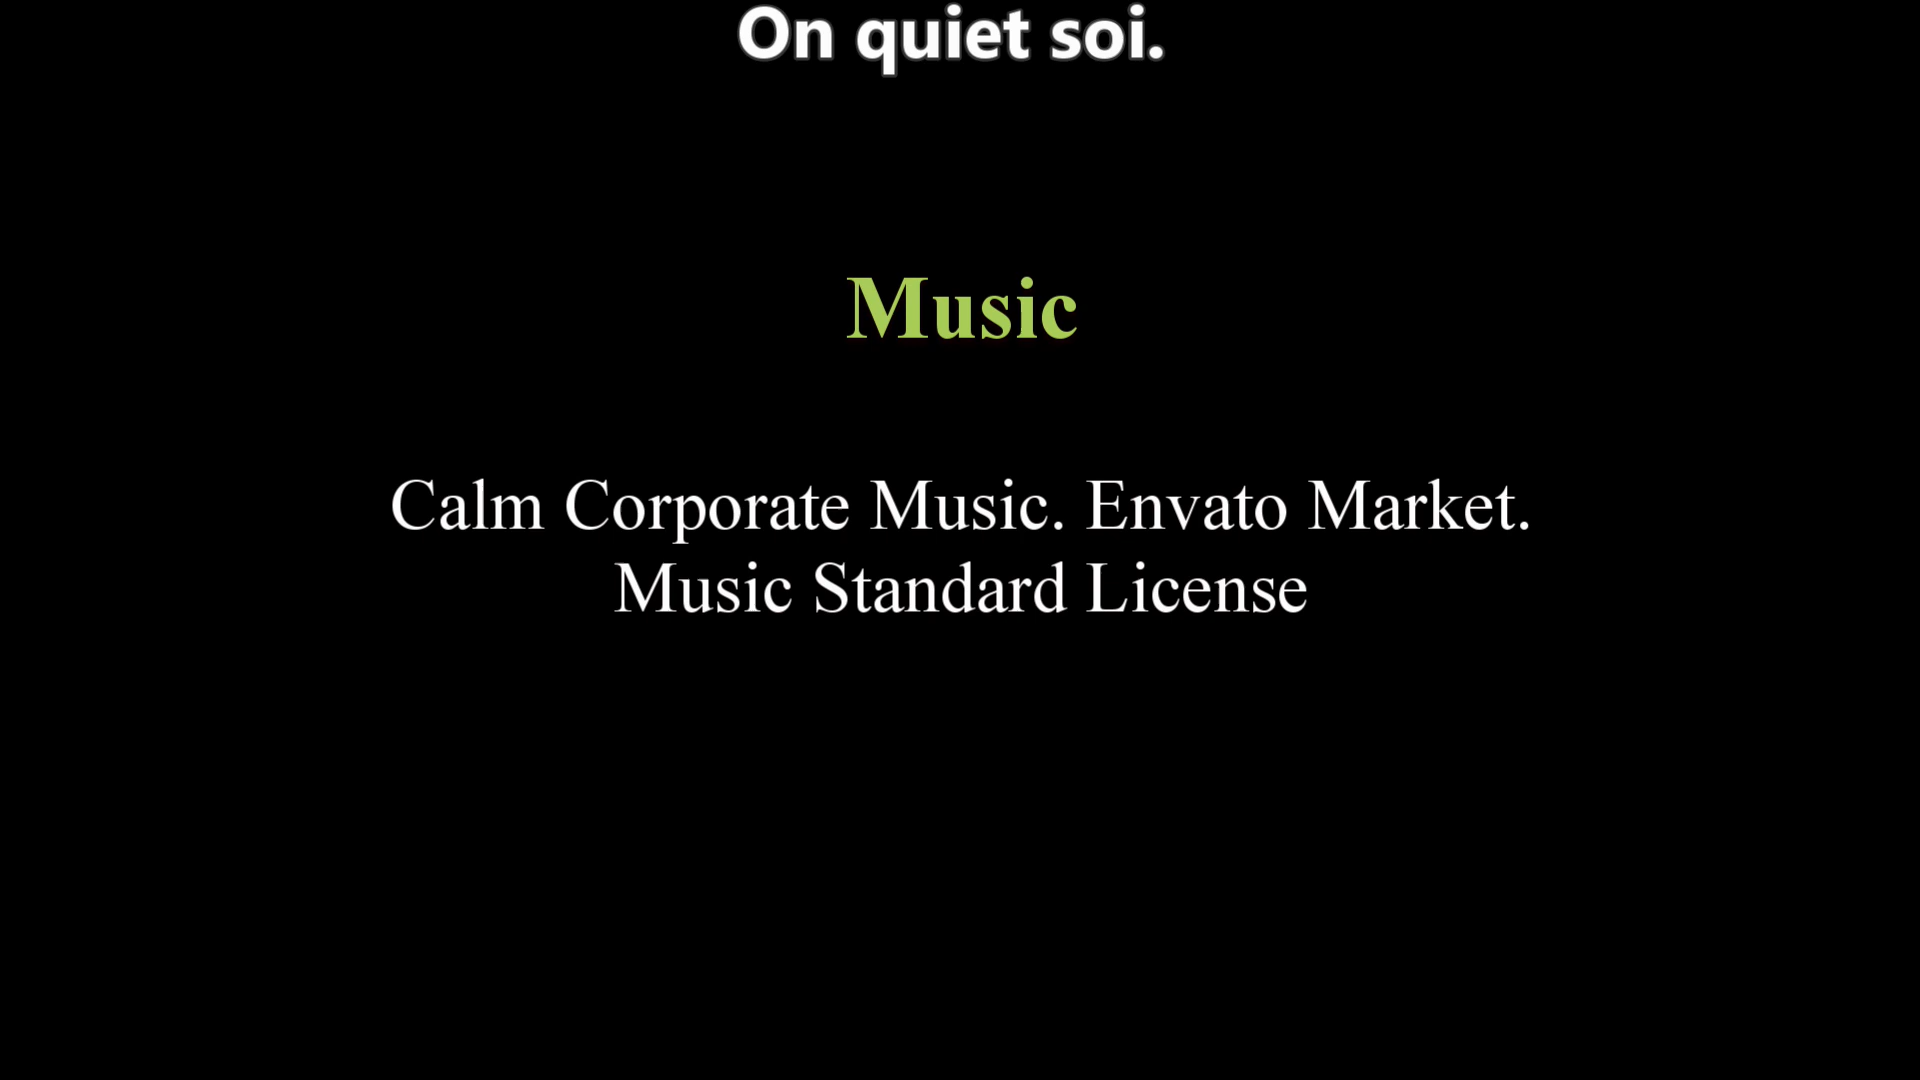 On quiet soi.
Music
Calm Corporate Music. Envato Market.
Music Standard License